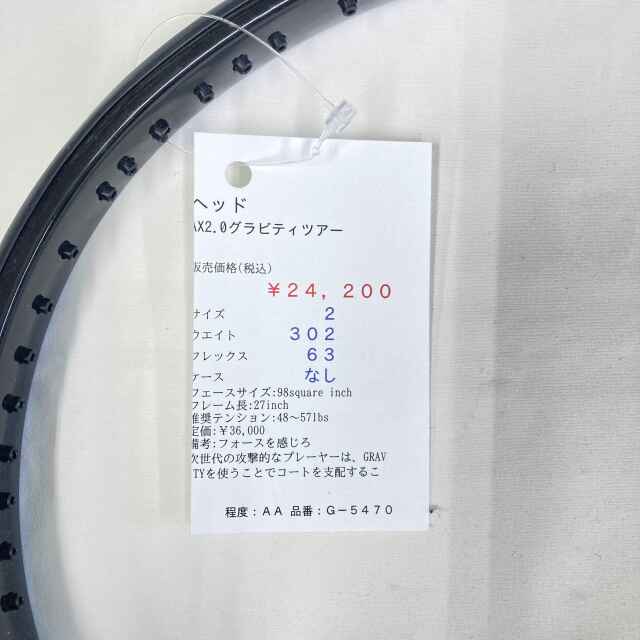 ヘッド
AX2.0グラビティツアー
販売価格(税込)
￥２４，２００
サイズ ２
ウエイト ３０２
フレックス ６３
ケース なし
フェースサイズ:98square inch
フレーム長:27inch
推奨テンション:48～57lbs
定価:￥36,000
備考:フォースを感じろ
次世代の攻撃的なプレーヤーは、GRAV
ITYを使うことでコートを支配するこ
程度：ＡＡ 品番：Ｇ－５４７０